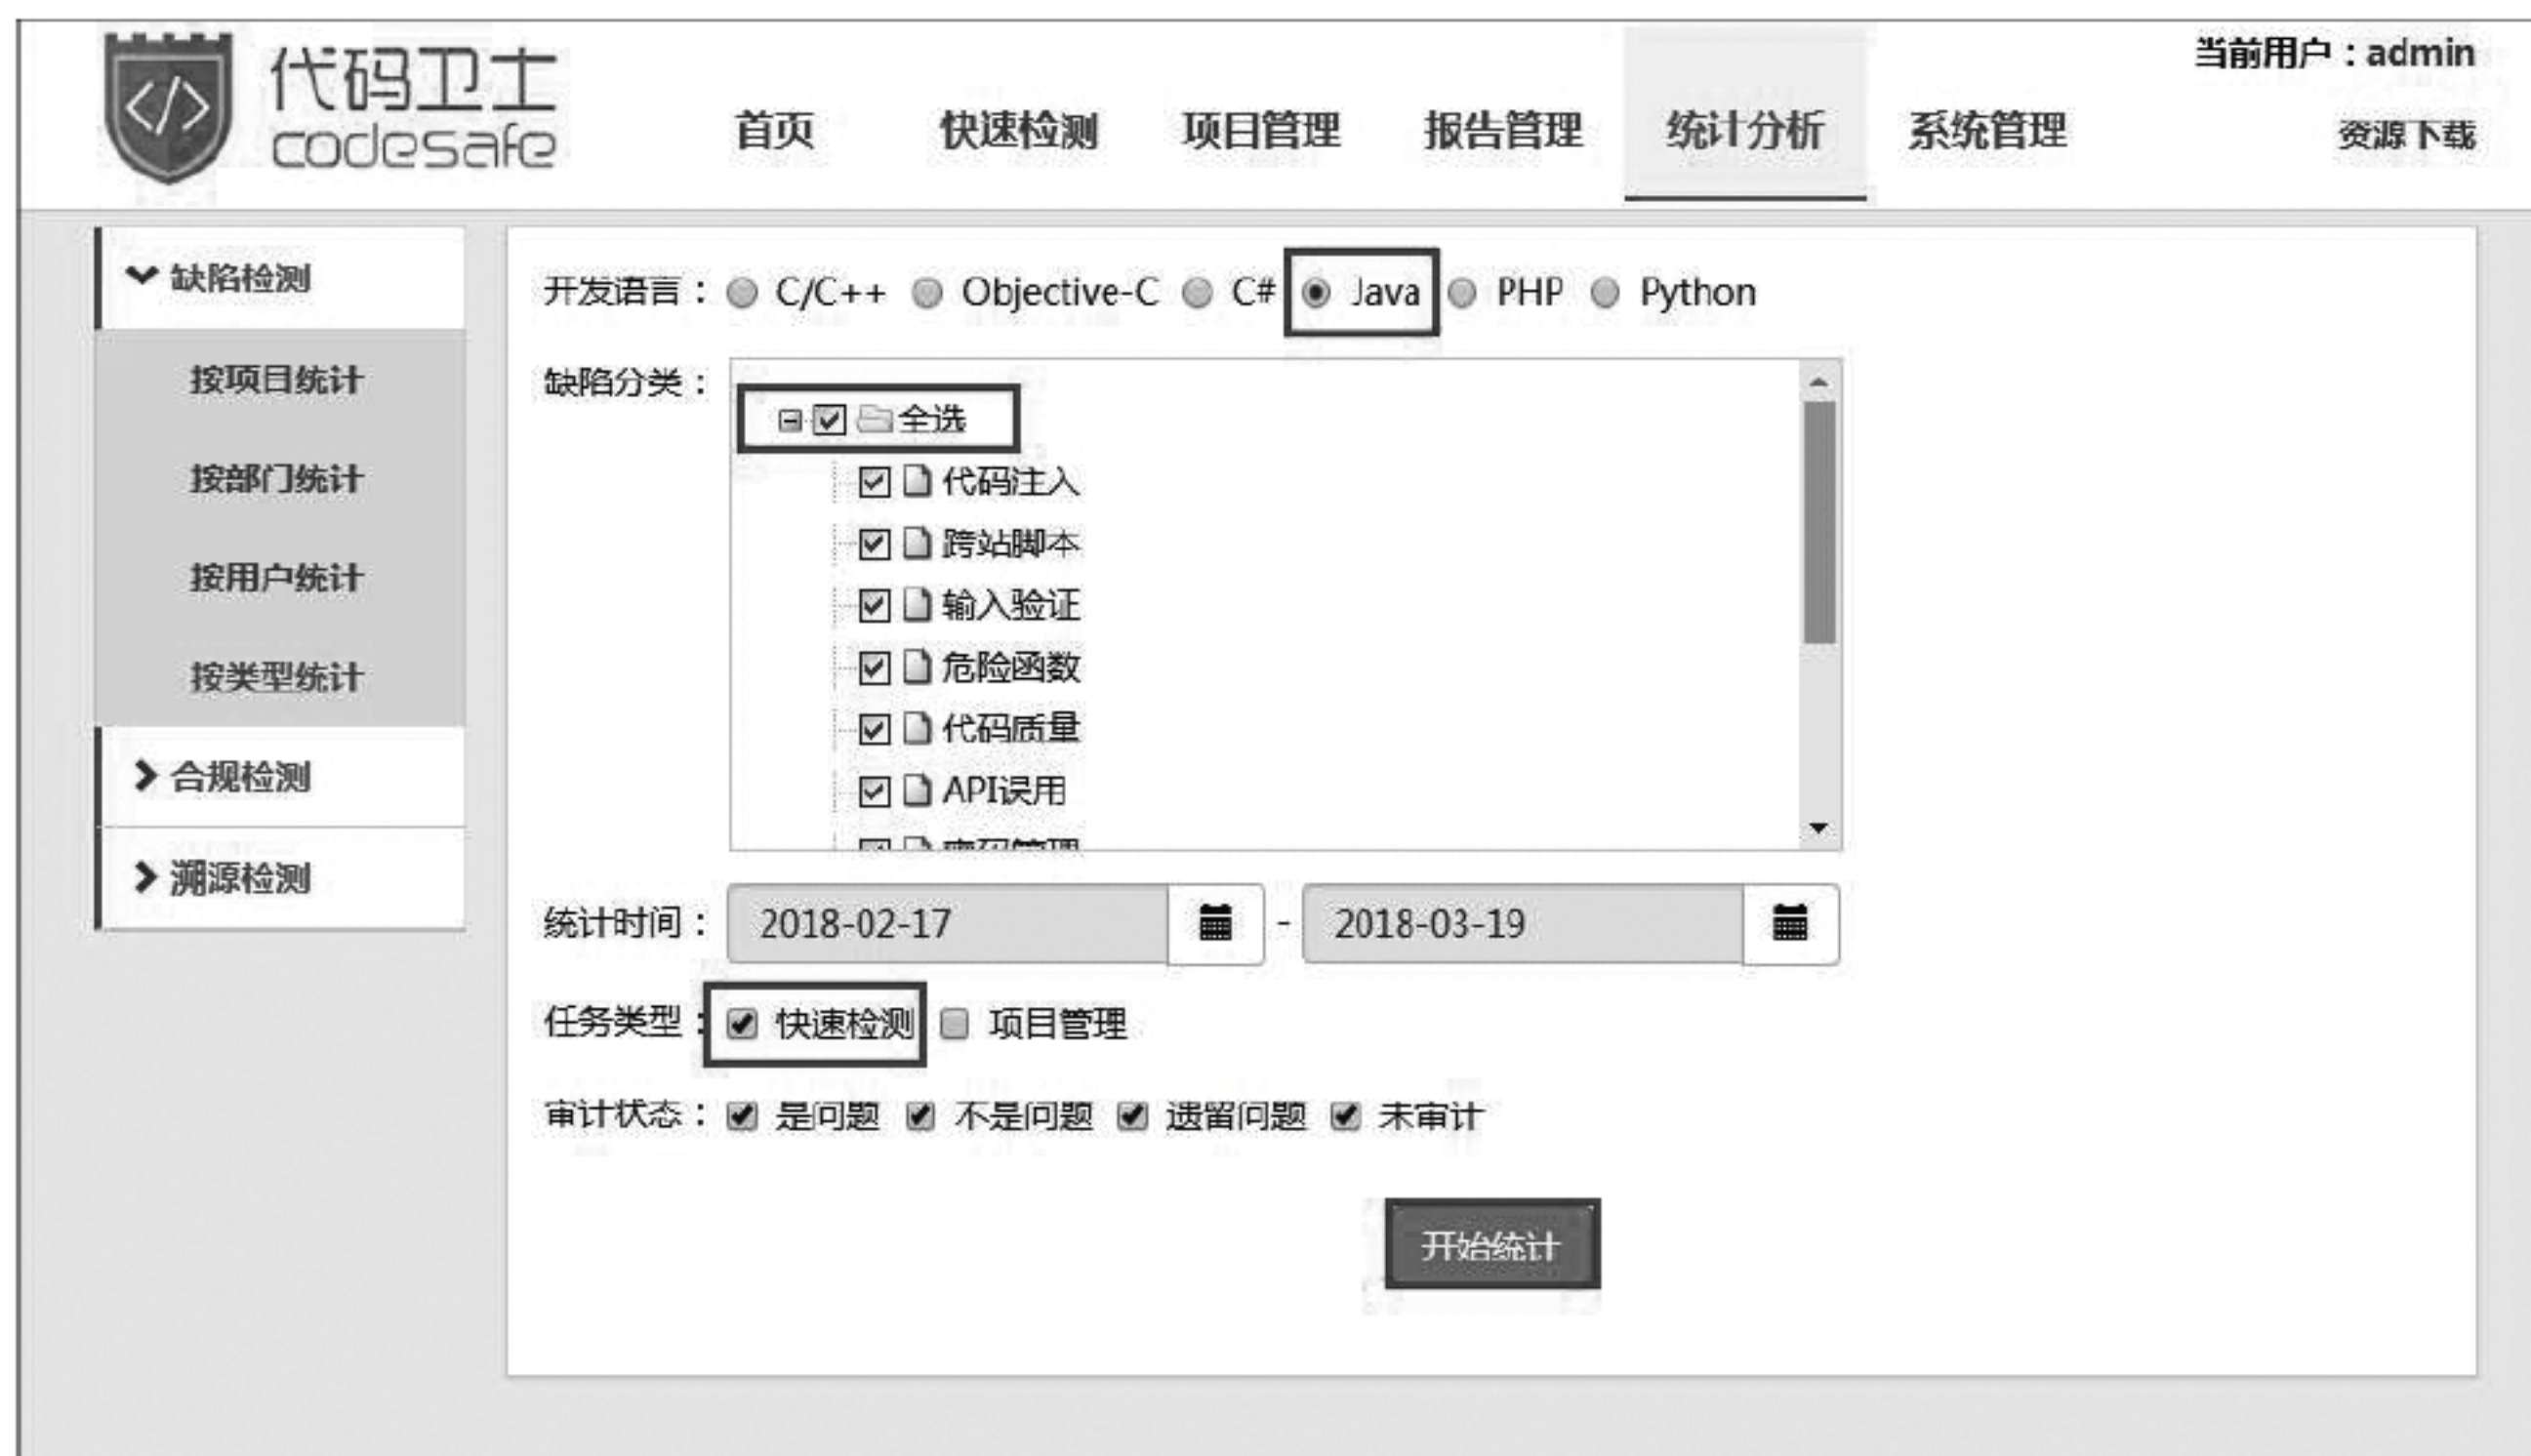 代码卫士
codesafe
当前用户：admin
首页 快速检测 项目管理 报告管理 统计分析 系统管理 资源下载
缺陷检测
按项目统计
按部门统计
按用户统计
按类型统计
合规检测
溯源检测
开发语言： C/C++ Objective-C C# Java PHP Python
缺陷分类：
全选
代码注入
跨站脚本
输入验证
危险函数
代码质量
API误用
统计时间： 2018-02-17 - 2018-03-19
任务类型： 快速检测 项目管理
审计状态： 是问题 不是问题 遗留问题 未审计
开始统计